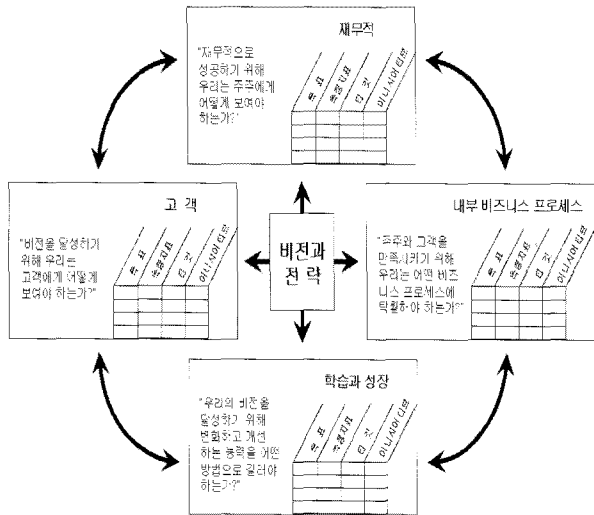 재무적
"재무적으로
성공하기 위해
우리는 주주에게
어떻게 보여야
하는가?"
목 표
측정지표
타 깃
이니시어티브
고 객
"비전을 달성하기
위해 우리는
고객에게 어떻게
보여야 하는가?"
목 표
측정지표
타 깃
이니시어티브
비전과
전 략
내부 비즈니스 프로세스
"주주와 고객을
만족시키기 위해
우리는 어떤 비즈
니스 프로세스에
탁월해야 하는가?"
목 표
측정지표
타 깃
이니시어티브
학습과 성장
"우리의 비전을
달성하기 위해
변화하고 개선
하는 능력을 어떤
방법으로 길러야
하는가?"
목 표
측정지표
타 깃
이니시어티브